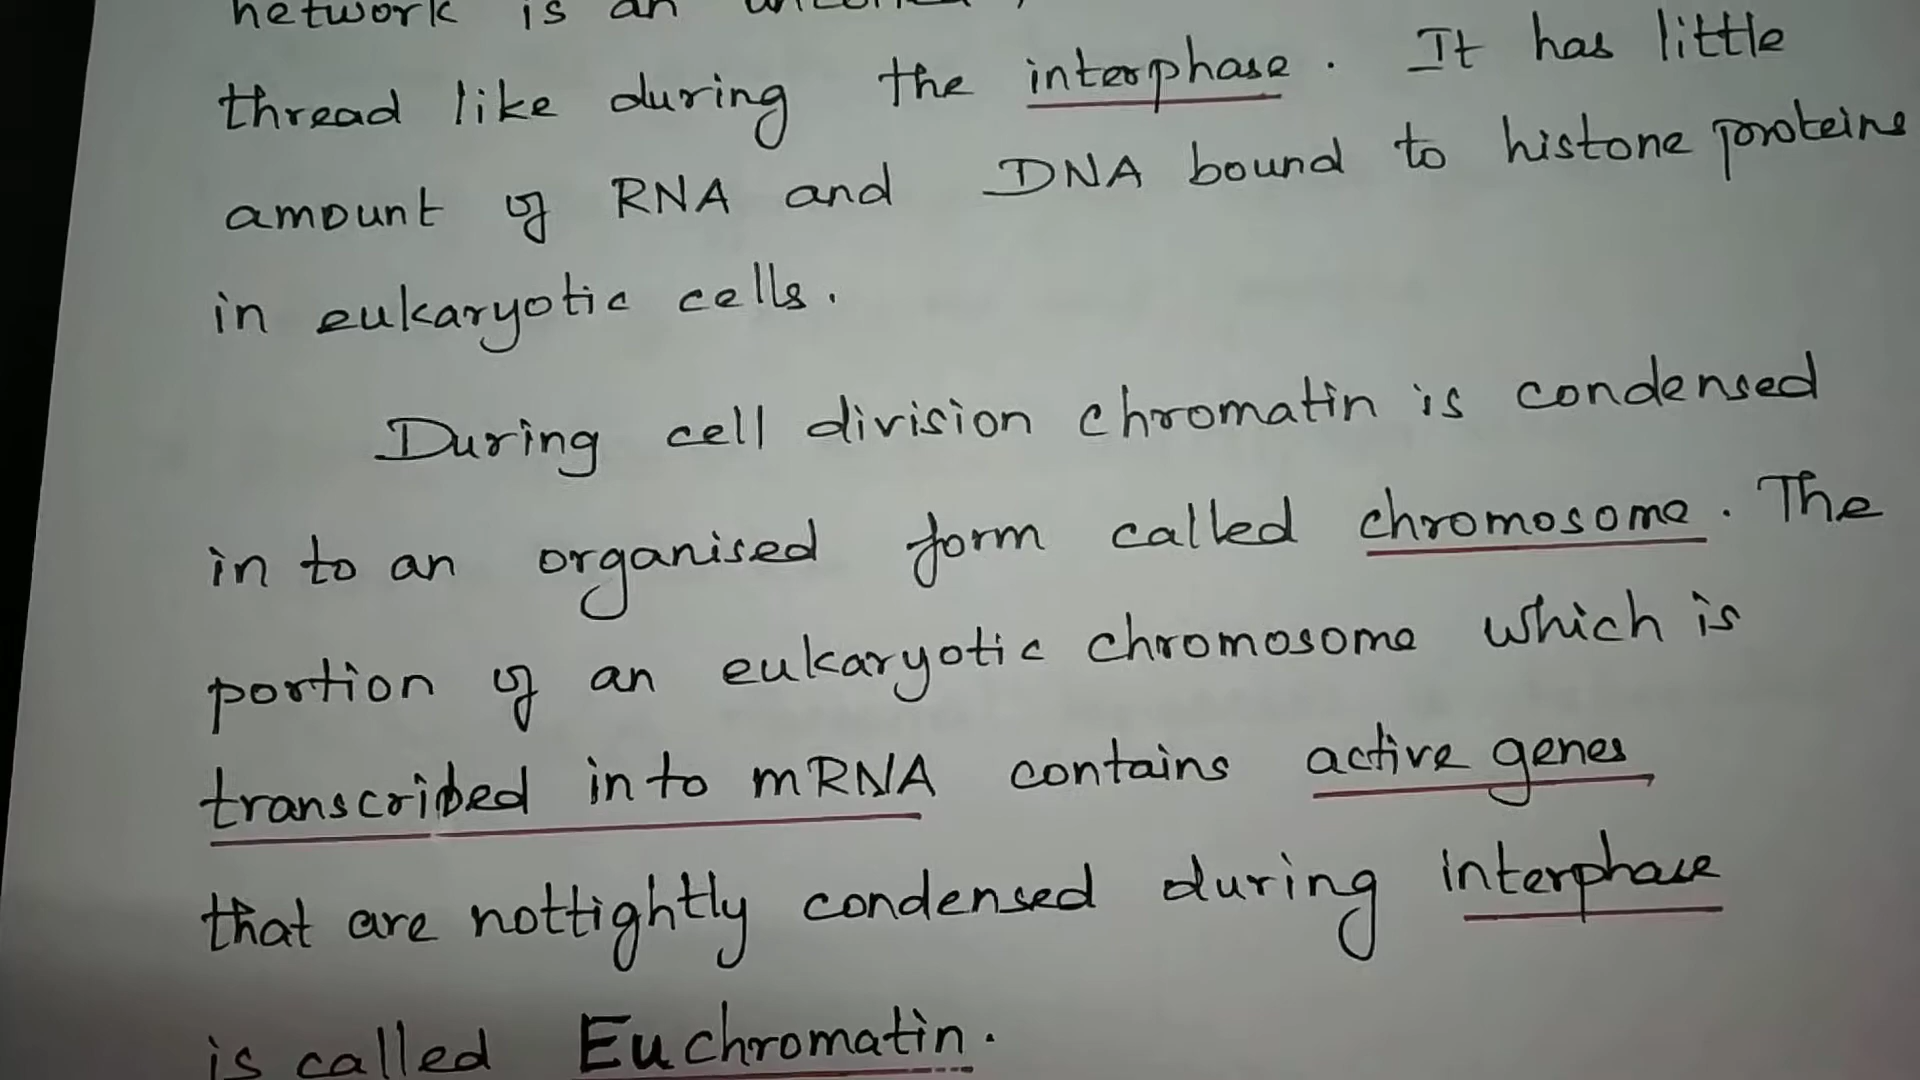 network is an
thread like during the interphase. It has little
amount of RNA and DNA bound to histone proteins
in eukaryotic cells.
During cell division chromatin is condensed
in to an organised form called chromosome. The
portion of an eukaryotic chromosome which is
transcribed in to mRNA contains active genes
that are nottightly condensed during interphase
is called Euchromatin.